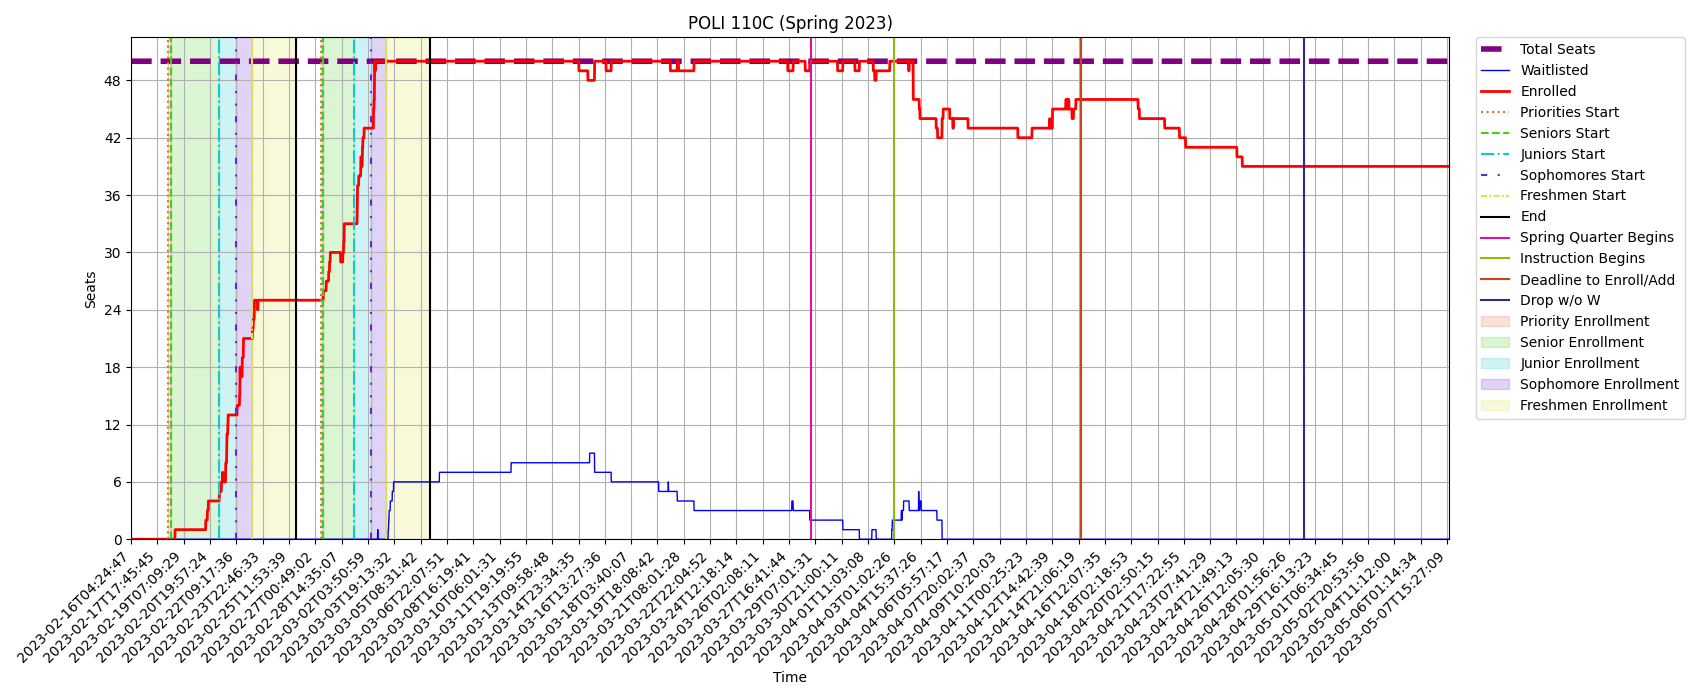 POLI 110C (Spring 2023)
Seats
48
42
36
30
24
18
12
6
0
2023-02-16T04:24:47
2023-02-17T17:45:45
2023-02-19T07:09:29
2023-02-20T19:57:24
2023-02-22T09:17:36
2023-02-23T22:46:33
2023-02-25T11:53:39
2023-02-27T00:49:02
2023-02-28T14:35:07
2023-03-02T03:50:59
2023-03-03T19:13:32
2023-03-05T08:31:42
2023-03-06T22:07:51
2023-03-08T16:19:41
2023-03-10T06:01:31
2023-03-11T19:19:55
2023-03-13T09:58:48
2023-03-14T23:34:35
2023-03-16T13:27:36
2023-03-18T03:40:07
2023-03-19T18:08:42
2023-03-21T08:01:28
2023-03-22T22:04:52
2023-03-24T12:18:14
2023-03-26T02:08:11
2023-03-27T16:41:44
2023-03-29T07:01:31
2023-03-30T21:00:11
2023-04-01T11:03:08
2023-04-03T01:02:26
2023-04-04T15:37:26
2023-04-06T05:57:17
2023-04-07T20:02:37
2023-04-09T10:20:03
2023-04-11T00:25:23
2023-04-12T14:42:39
2023-04-14T21:06:19
2023-04-16T12:07:35
2023-04-18T02:18:53
2023-04-20T02:50:15
2023-04-21T17:22:55
2023-04-23T07:41:29
2023-04-24T21:49:13
2023-04-26T12:05:30
2023-04-28T01:56:26
2023-04-29T16:13:23
2023-05-01T06:34:45
2023-05-02T20:53:56
2023-05-04T11:12:00
2023-05-06T01:14:34
2023-05-07T15:27:09
Time
Total Seats
Waitlisted
Enrolled
Priorities Start
Seniors Start
Juniors Start
Sophomores Start
Freshmen Start
End
Spring Quarter Begins
Instruction Begins
Deadline to Enroll/Add
Drop w/o W
Priority Enrollment
Senior Enrollment
Junior Enrollment
Sophomore Enrollment
Freshmen Enrollment